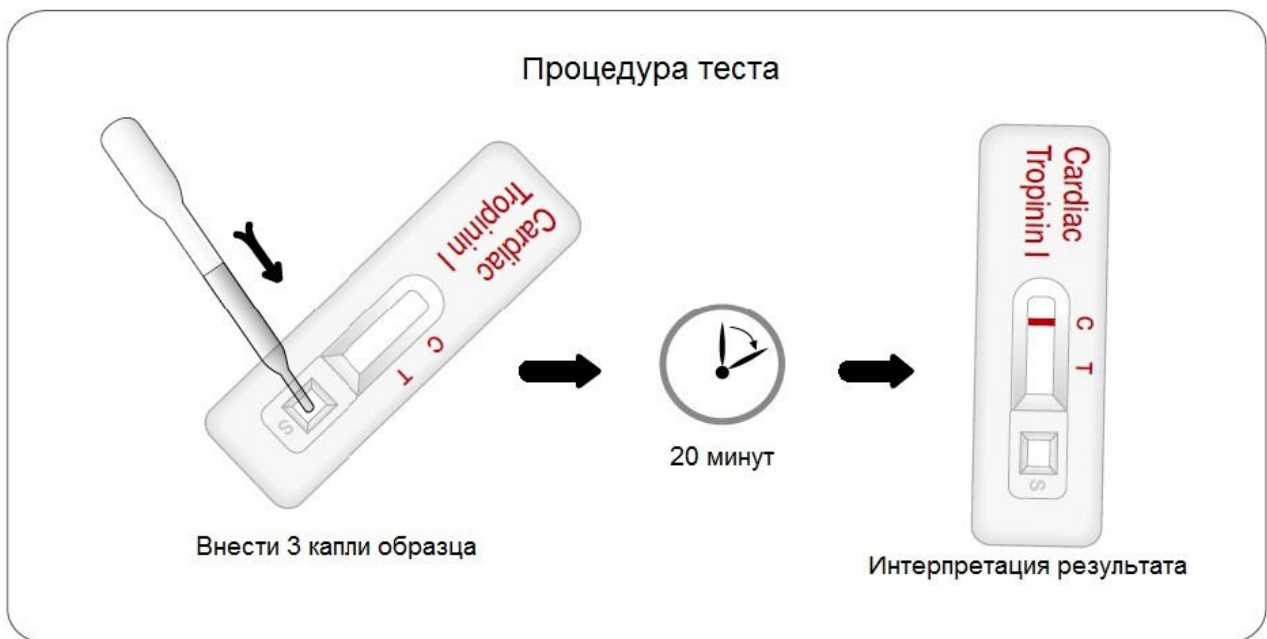 Процедура теста
Cardiac
Tropinin I
C
T
S
Внести 3 капли образца
20 минут
Cardiac
Tropinin I
C
T
S
Интерпретация результата